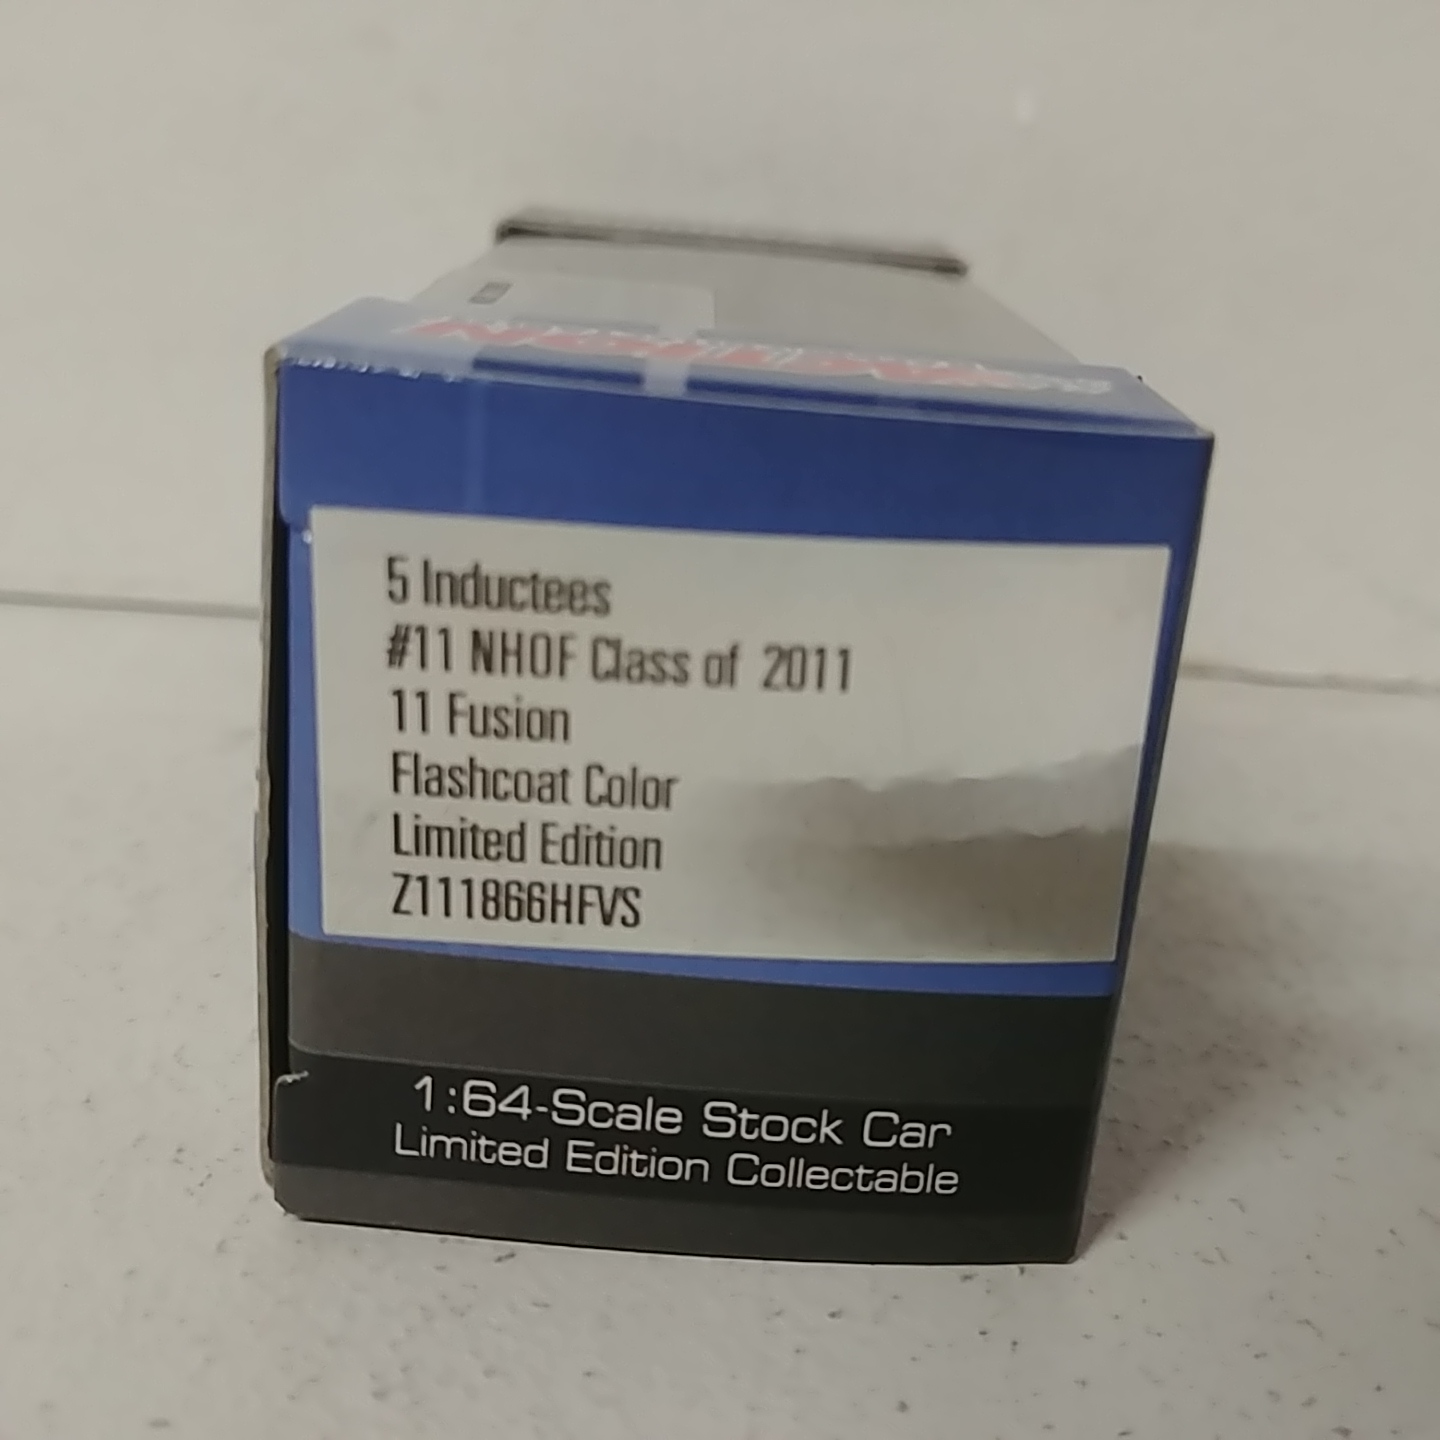 5 Inductees
#11 NHOF Class of 2011
11 Fusion
Flashcoat Color
Limited Edition
Z111866HFVS
1:64-Scale Stock Car
Limited Edition Collectable